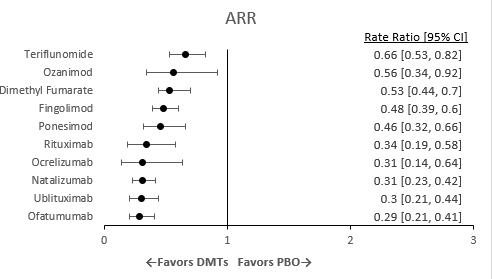 ARR
Rate Ratio [95% CI]
Teriflunomide 0.66 [0.53, 0.82]
Ozanimod 0.56 [0.34, 0.92]
Dimethyl Fumarate 0.53 [0.44, 0.7]
Fingolimod 0.48 [0.39, 0.6]
Ponesimod 0.46 [0.32, 0.66]
Rituximab 0.34 [0.19, 0.58]
Ocrelizumab 0.31 [0.14, 0.64]
Natalizumab 0.31 [0.23, 0.42]
Ublituximab 0.3 [0.21, 0.44]
Ofatumumab 0.29 [0.21, 0.41]
0 1 2 3
←Favors DMTs Favors PBO→